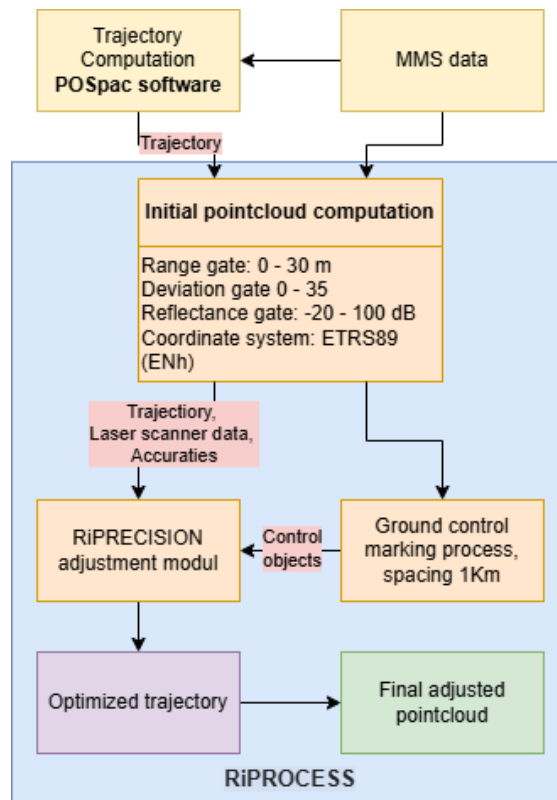 Trajectory
Computation
POSpac software
MMS data
Trajectory
Initial pointcloud computation
Range gate: 0 - 30 m
Deviation gate 0 - 35
Reflectance gate: -20 - 100 dB
Coordinate system: ETRS89
(ENh)
Trajectiory,
Laser scanner data,
Accuraties
RiPRECISION
adjustment modul
Control
objects
Ground control
marking process,
spacing 1Km
Optimized trajectory
Final adjusted
pointcloud
RiPROCESS